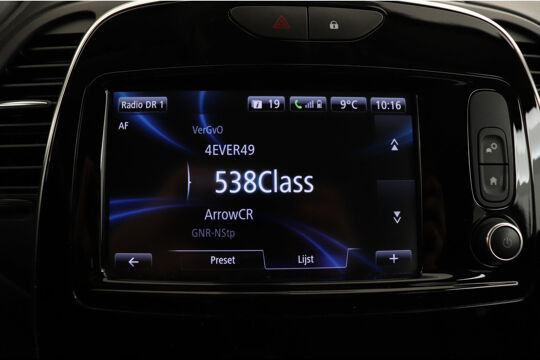 Radio DR 1 19 9°C 10:16
AF
VerGvO
4EVER49
538Class
ArrowCR
GNR-NStp
Preset Lijst